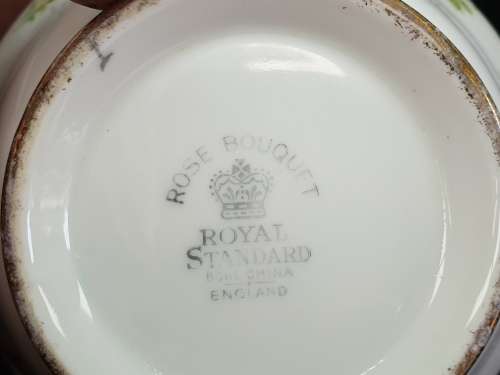 ROSE BOUQUET
ROYAL
STANDARD
BONE CHINA
ENGLAND